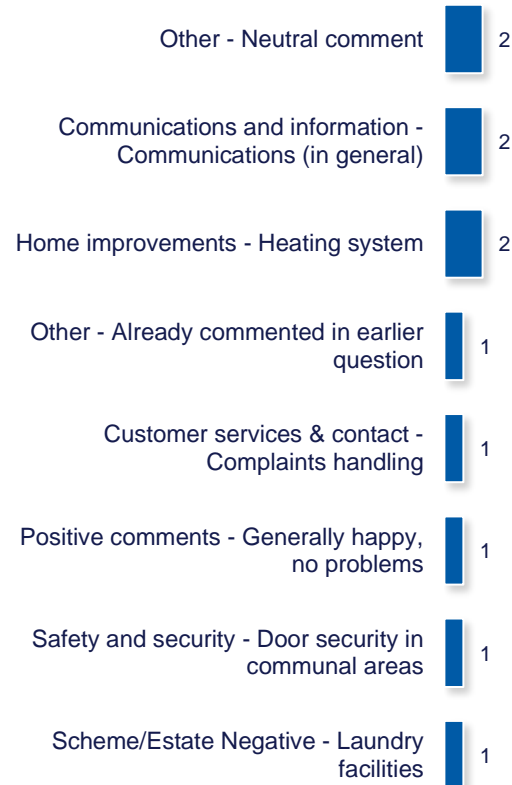 Other - Neutral comment 2
Communications and information -
Communications (in general) 2
Home improvements - Heating system 2
Other - Already commented in earlier
question 1
Customer services & contact -
Complaints handling 1
Positive comments - Generally happy,
no problems 1
Safety and security - Door security in
communal areas 1
Scheme/Estate Negative - Laundry
facilities 1